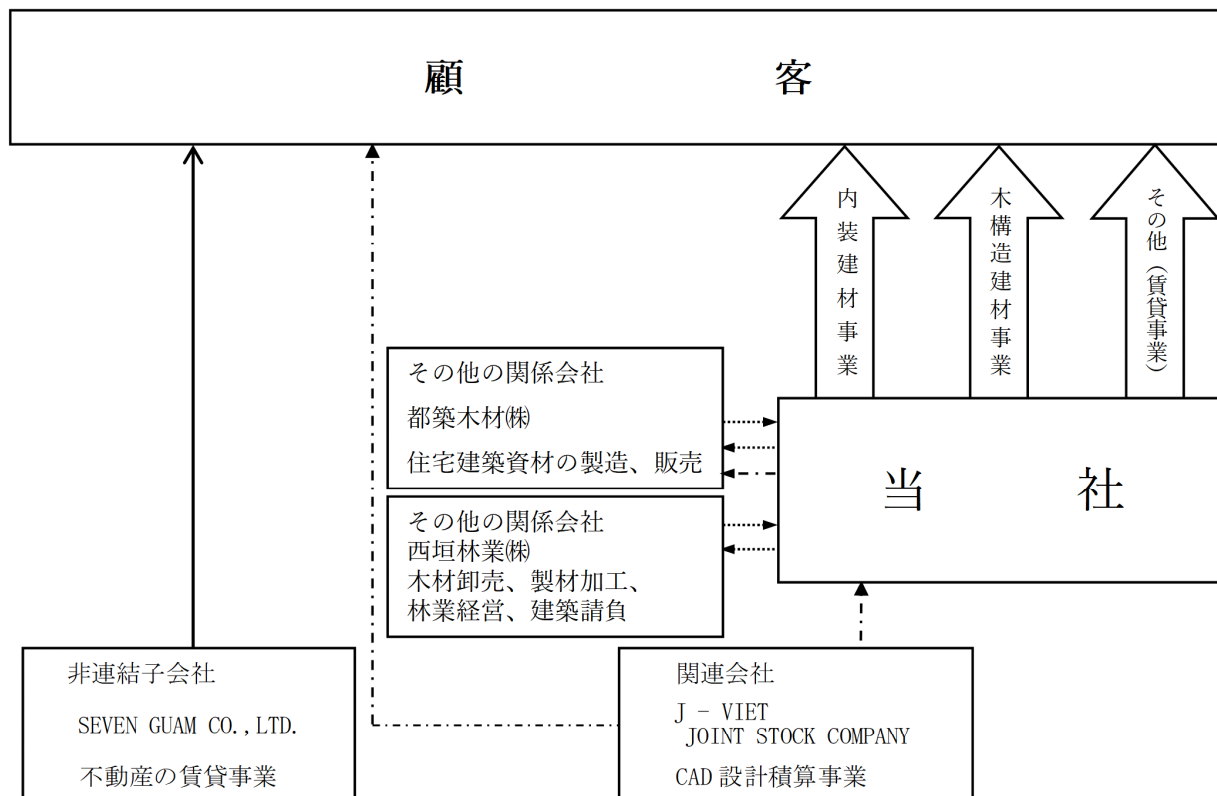 顧客
内装建材事業
木構造建材事業
その他(賃貸事業)
その他の関係会社
都築木材㈱
住宅建築資材の製造、販売
当社
その他の関係会社
西垣林業㈱
木材卸売、製材加工、
林業経営、建築請負
非連結子会社
SEVEN GUAM CO.,LTD.
不動産の賃貸事業
関連会社
J－VIET
JOINT STOCK COMPANY
CAD設計積算事業